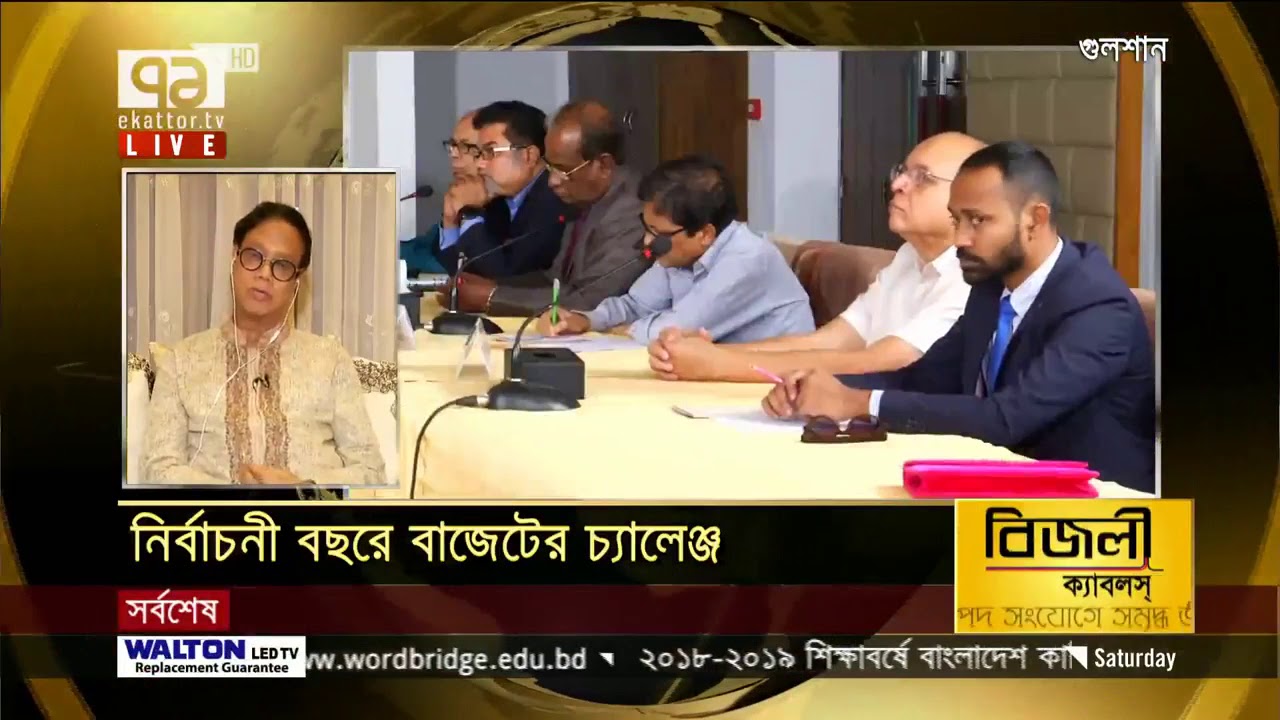 গুলশান
৭১ HD
ekattor.tv
LIVE
নির্বাচনী বছরে বাজেটের চ্যালেঞ্জ
বিজলী
ক্যাবলস্
সর্বশেষ
WALTON LED TV
Replacement Guarantee
www.wordbridge.edu.bd
২০১৮-২০১৯ শিক্ষাবর্ষে বাংলাদেশ
Saturday